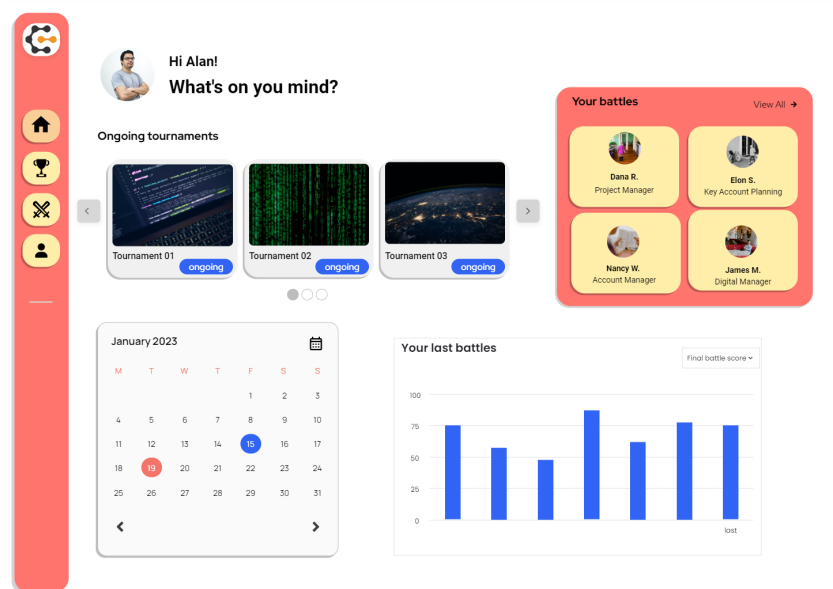 Hi Alan!
What's on you mind?
Ongoing tournaments
Tournament 01
ongoing
Tournament 02
ongoing
Tournament 03
ongoing
Your battles
View All
Dana R.
Project Manager
Elon S.
Key Account Planning
Nancy W.
Account Manager
James M.
Digital Manager
January 2023
M T W T F S S
1 2 3
4 5 6 7 8 9 10
11 12 13 14 15 16 17
18 19 20 21 22 23 24
25 26 27 28 29 30 31
Your last battles
Final battle score
100
75
50
25
0
last